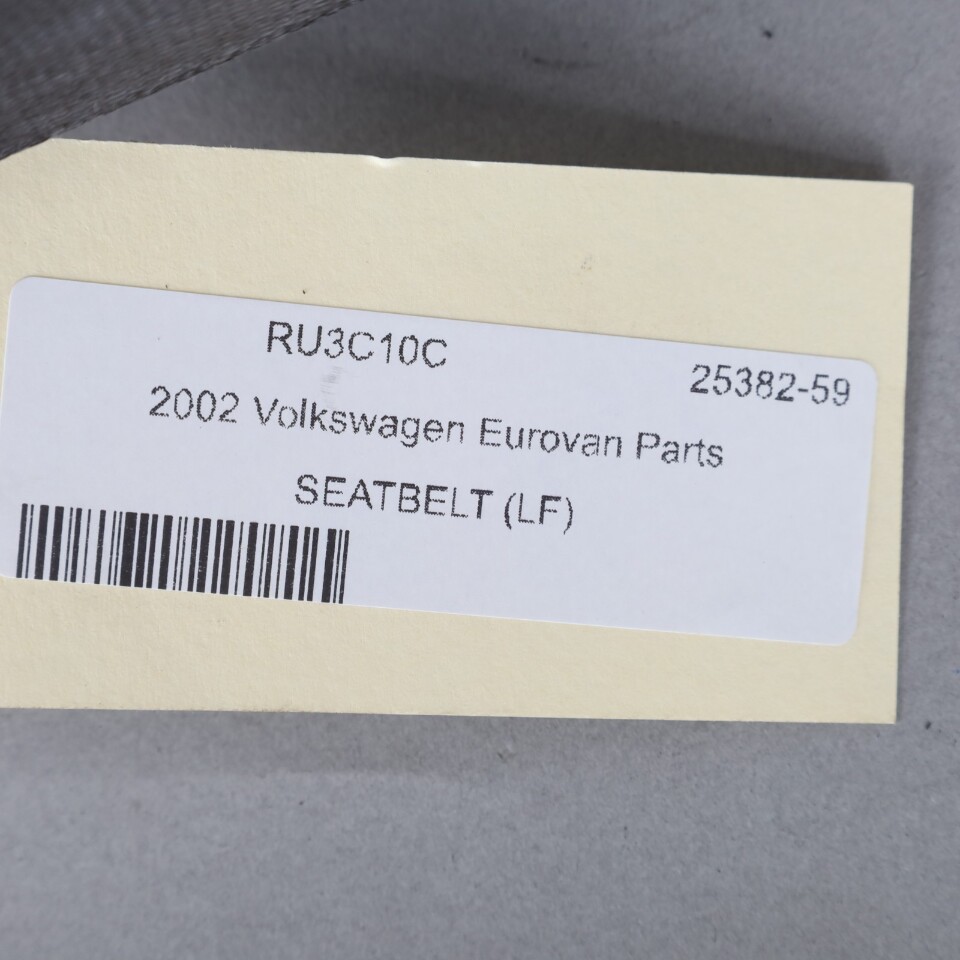 RU3C10C
25382-59
2002 Volkswagen Eurovan Parts
SEATBELT (LF)